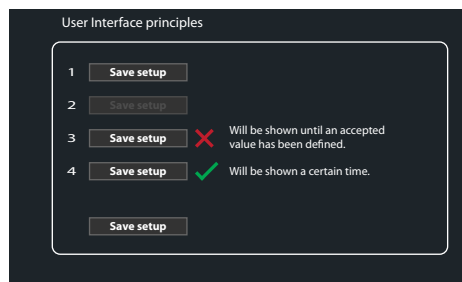 User Interface principles
1 Save setup
2 Save setup
3 Save setup Will be shown until an accepted
value has been defined.
4 Save setup Will be shown a certain time.
Save setup